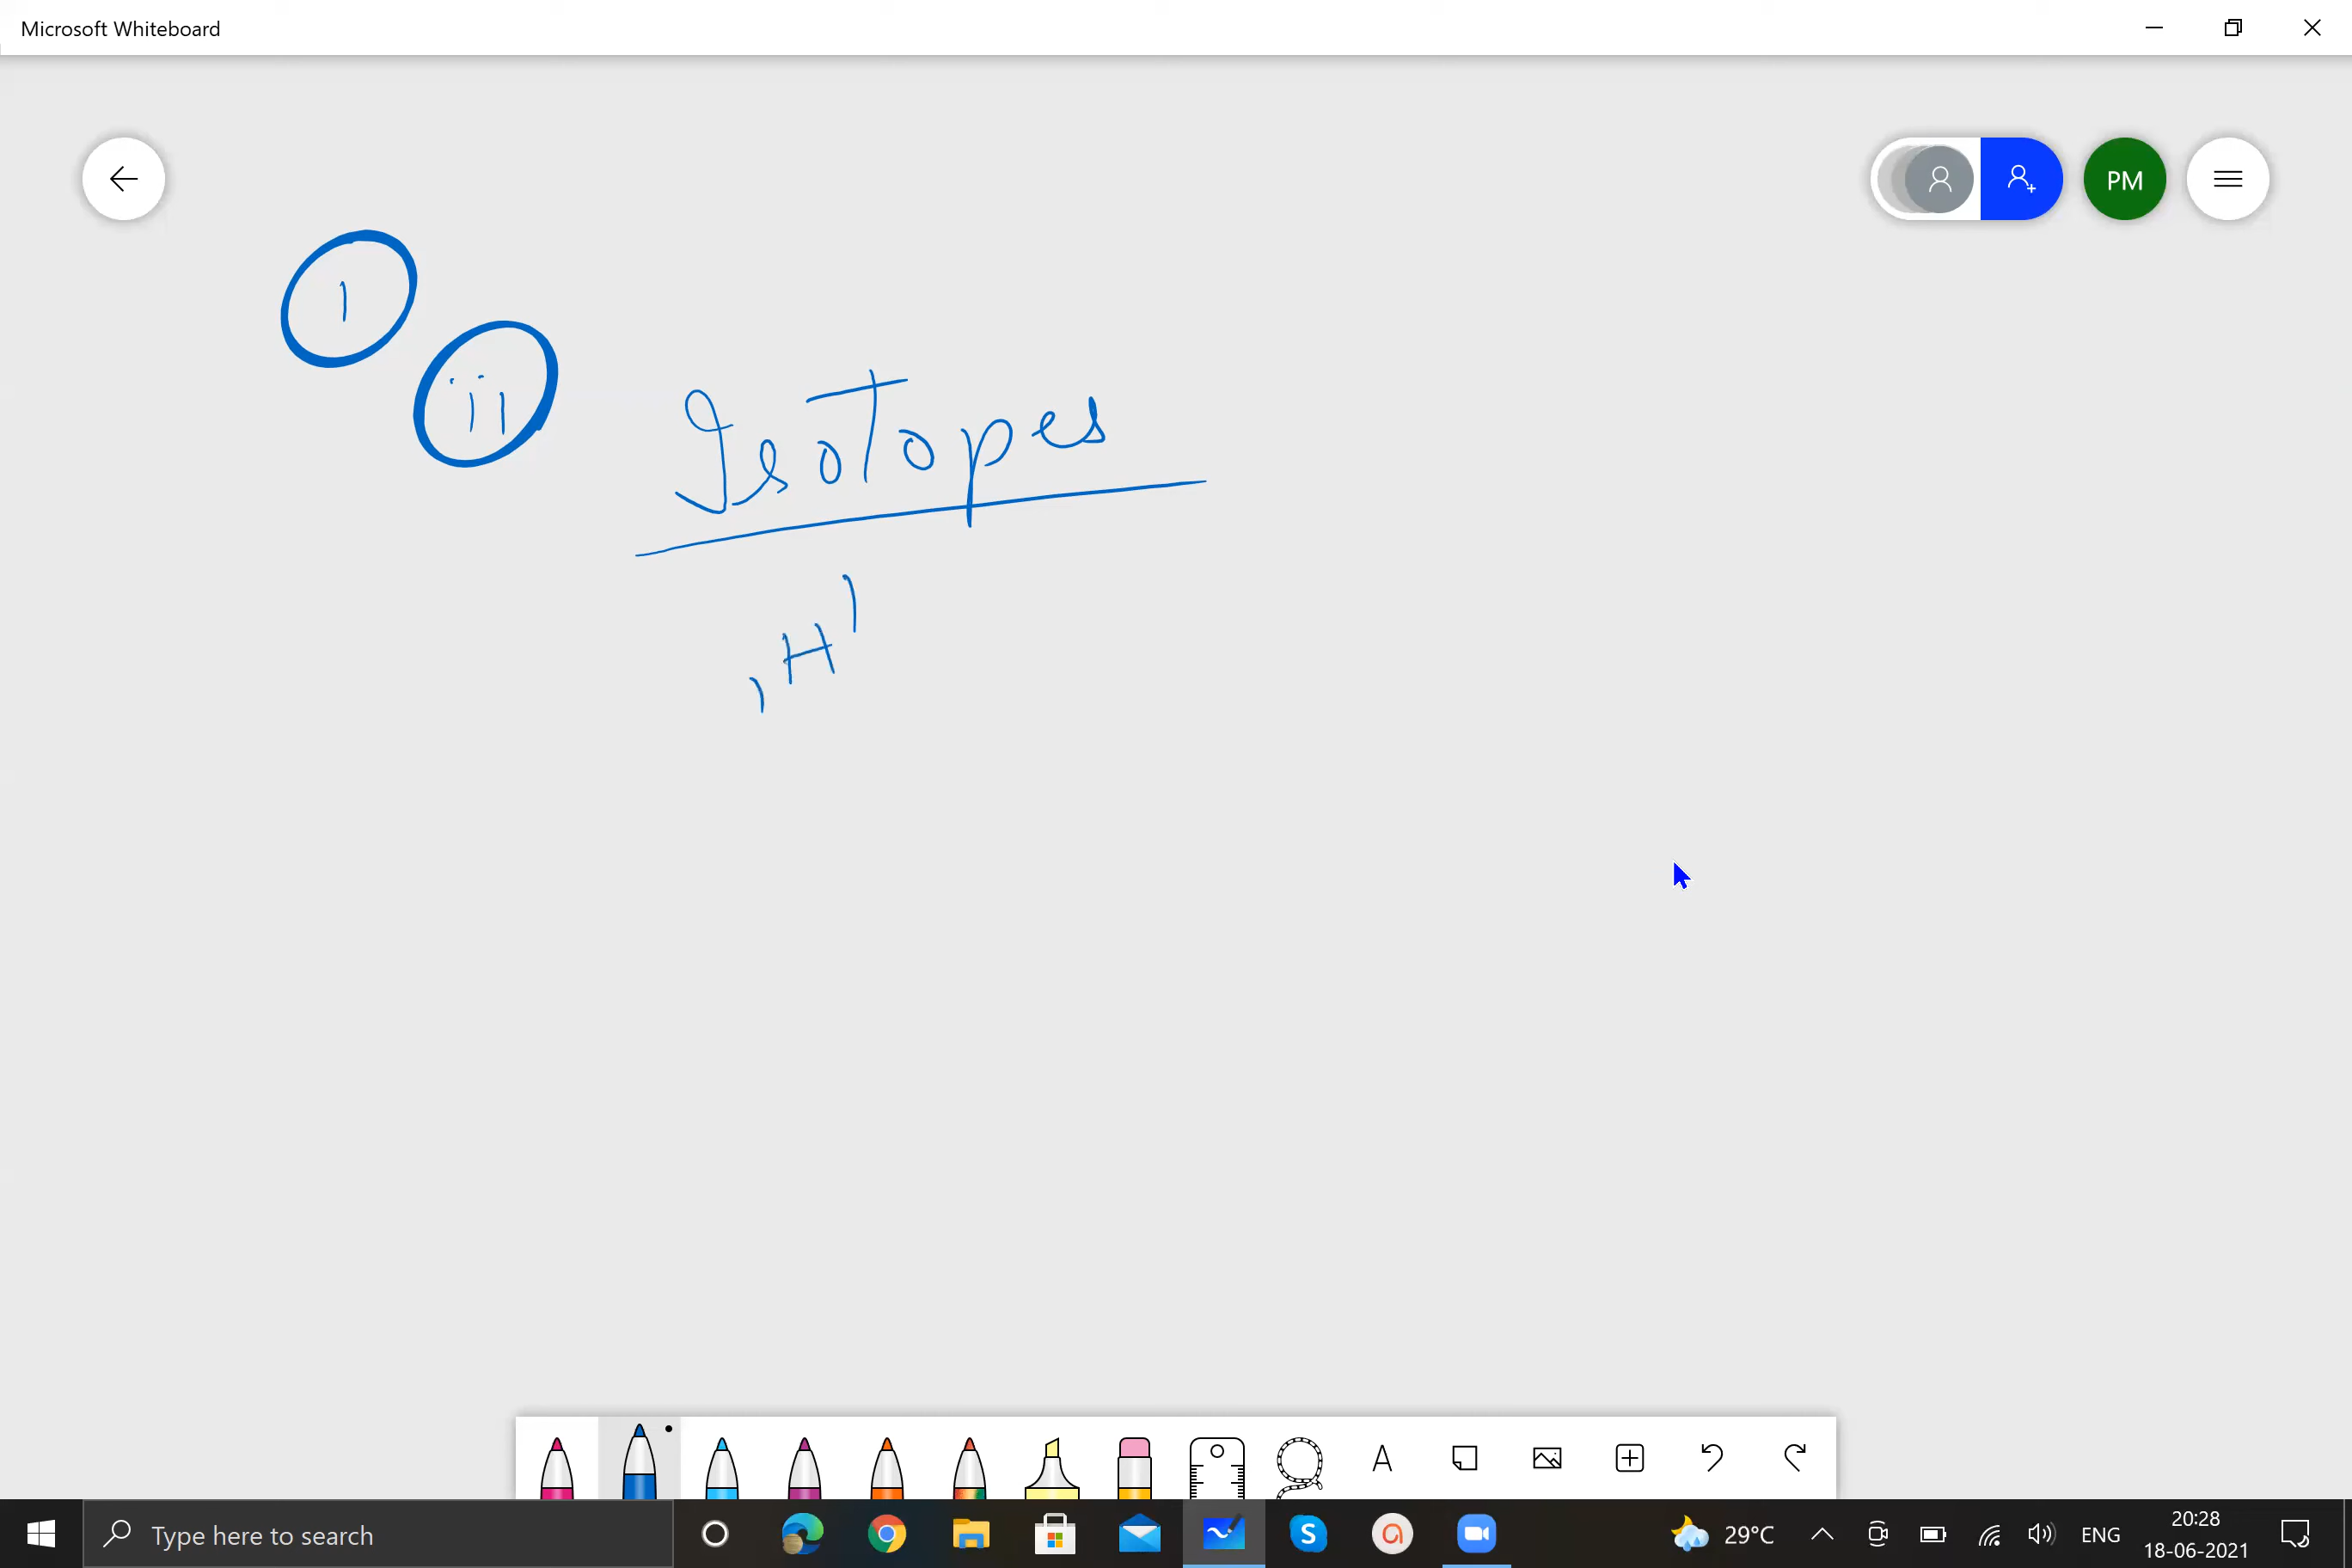 Microsoft Whiteboard
PM
i
ii
Isotopes
₁H¹
A
Type here to search
S
a
29°C
ENG
20:28
18-06-2021